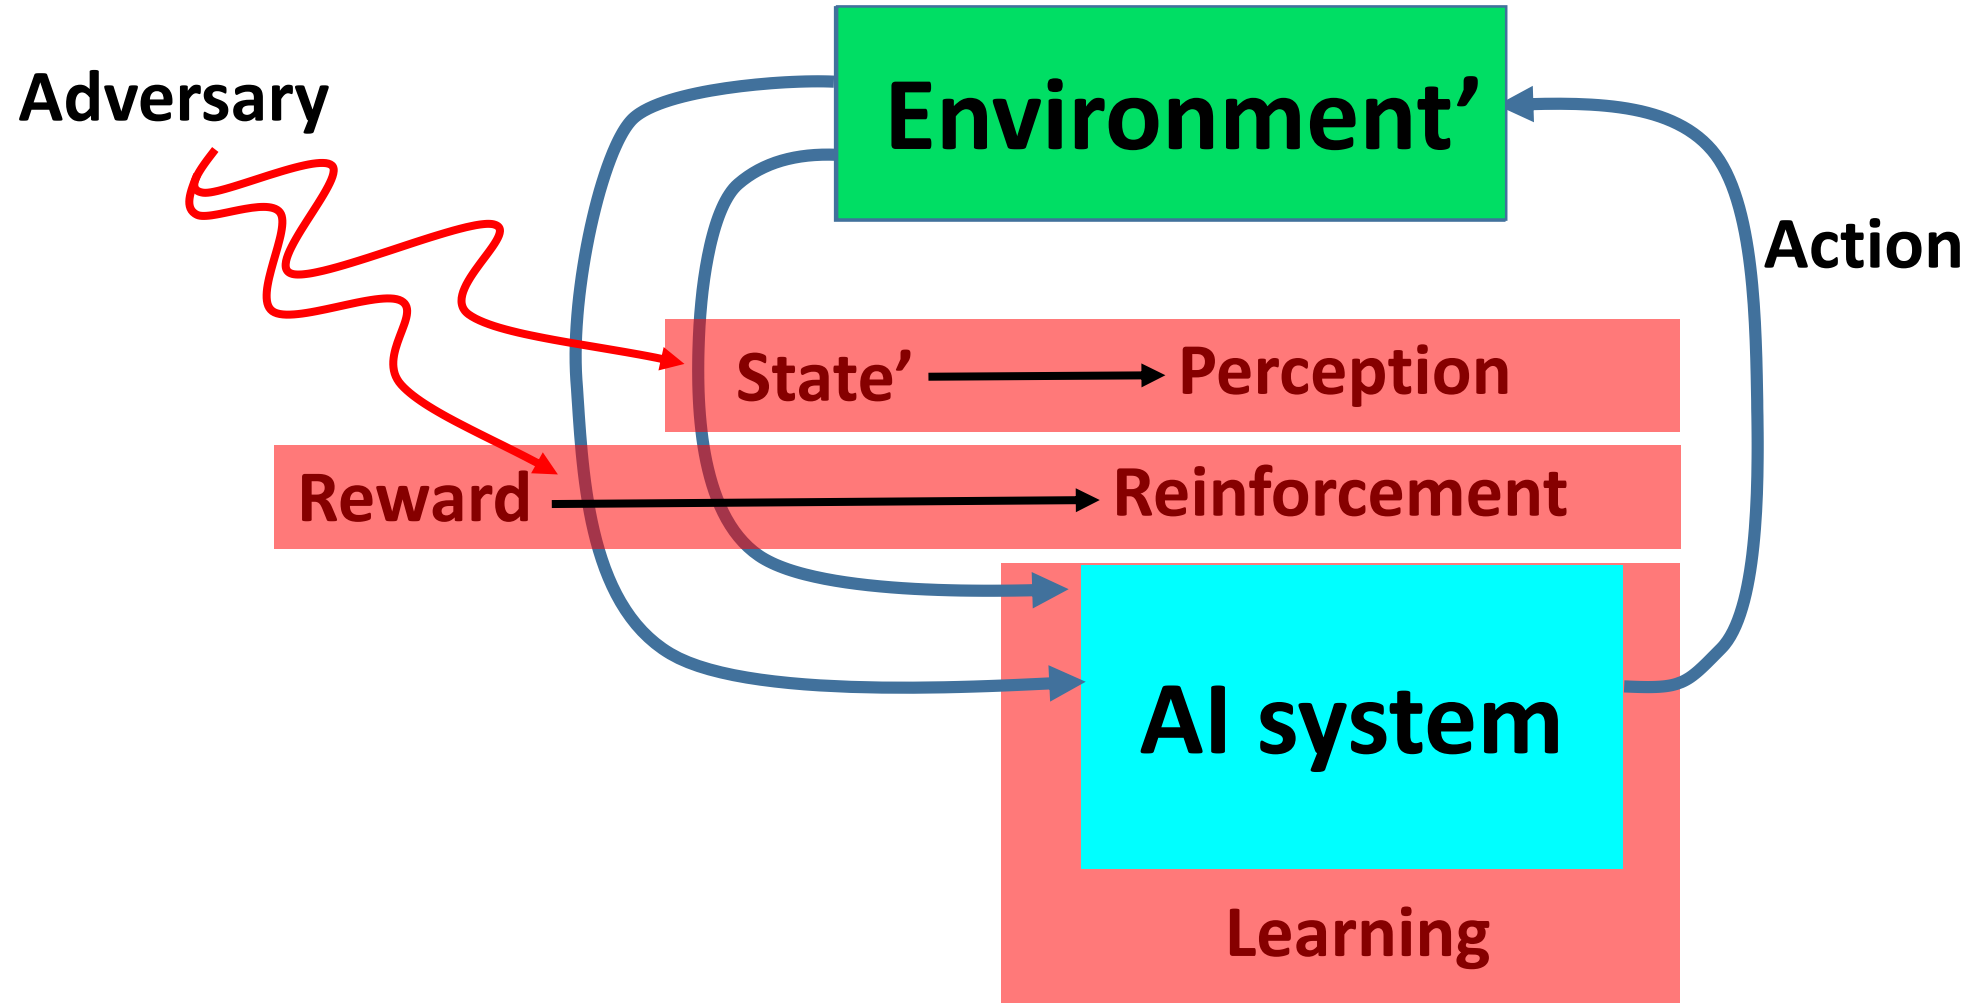 Adversary
Environment’
Action
State’
Perception
Reward
Reinforcement
AI system
Learning